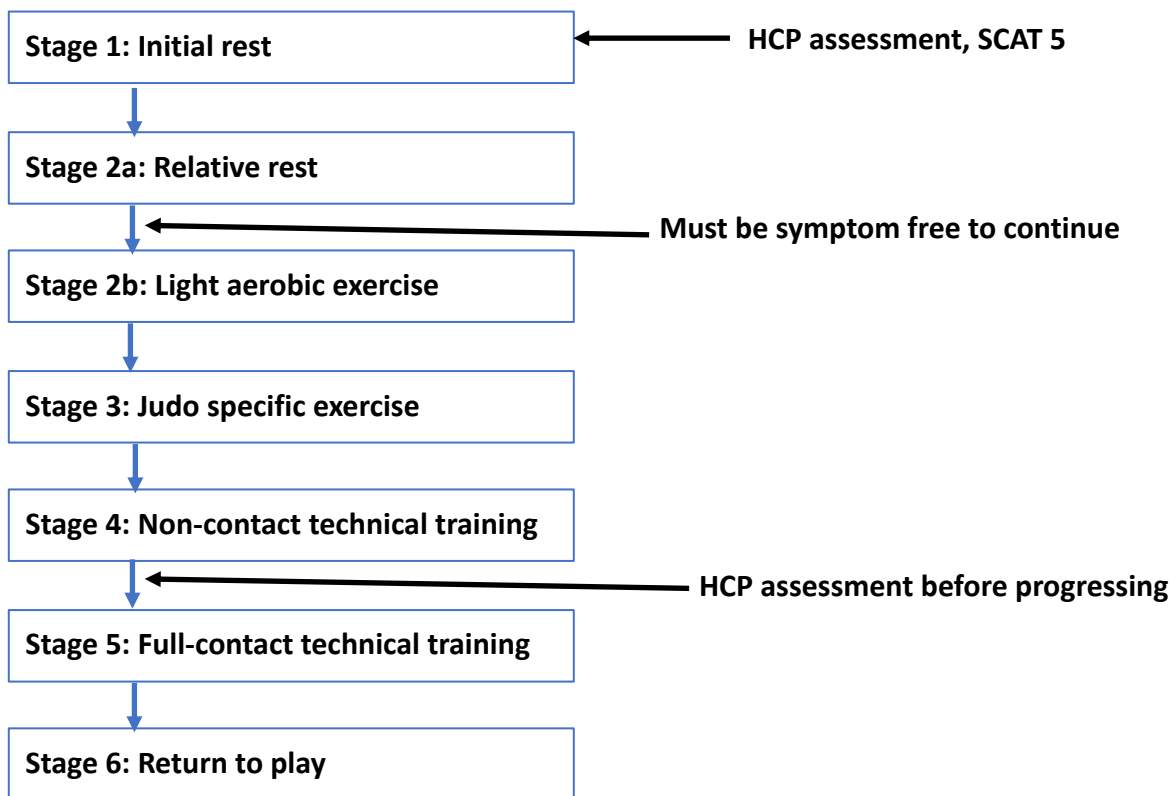 Stage 1: Initial rest
HCP assessment, SCAT 5
Stage 2a: Relative rest
Must be symptom free to continue
Stage 2b: Light aerobic exercise
Stage 3: Judo specific exercise
Stage 4: Non-contact technical training
HCP assessment before progressing
Stage 5: Full-contact technical training
Stage 6: Return to play